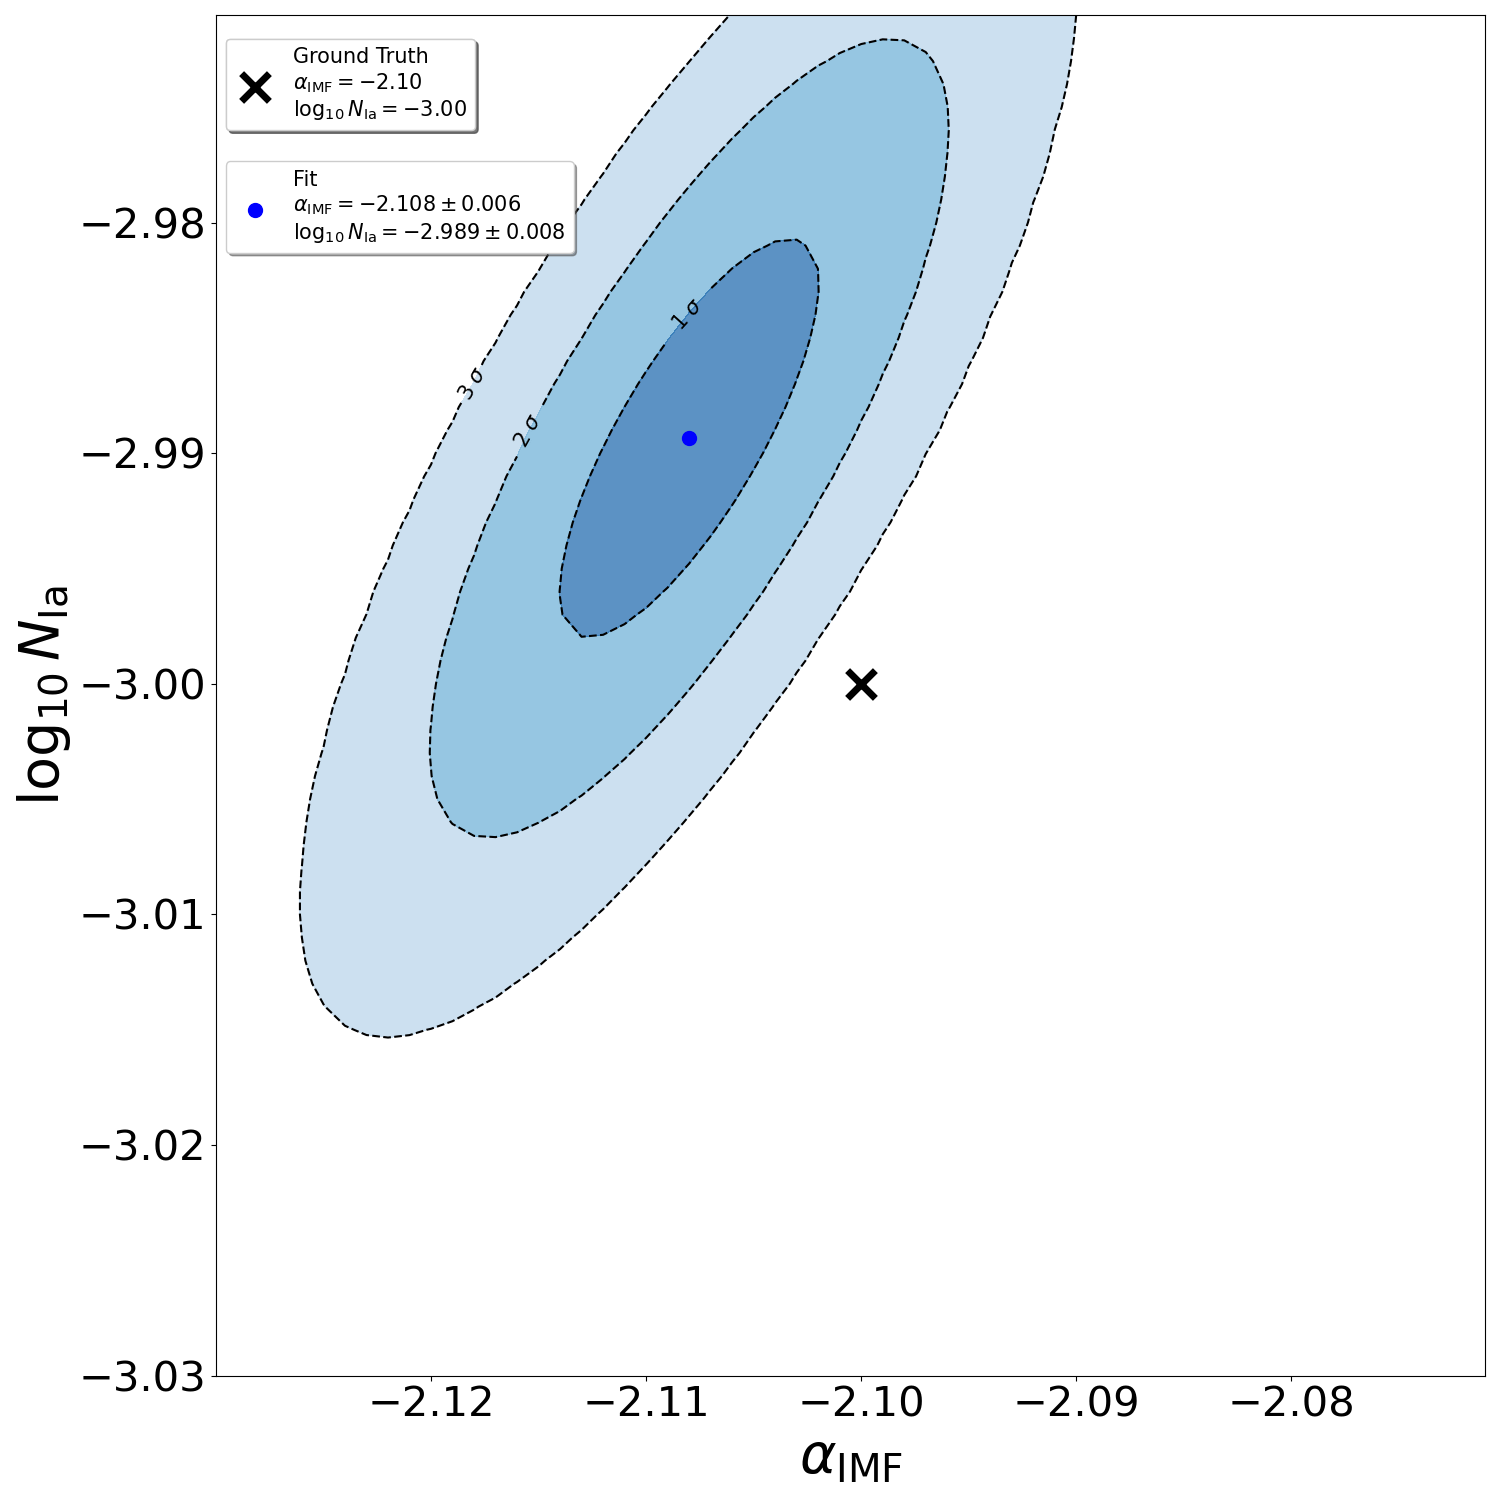 Ground Truth
α_IMF = −2.10
log₁₀ N_Ia = −3.00
Fit
α_IMF = −2.108 ± 0.006
log₁₀ N_Ia = −2.989 ± 0.008
1 σ
3 σ
2 σ
−2.98
−2.99
−3.00
−3.01
−3.02
−3.03
log₁₀ N_Ia
−2.12 −2.11 −2.10 −2.09 −2.08
α_IMF